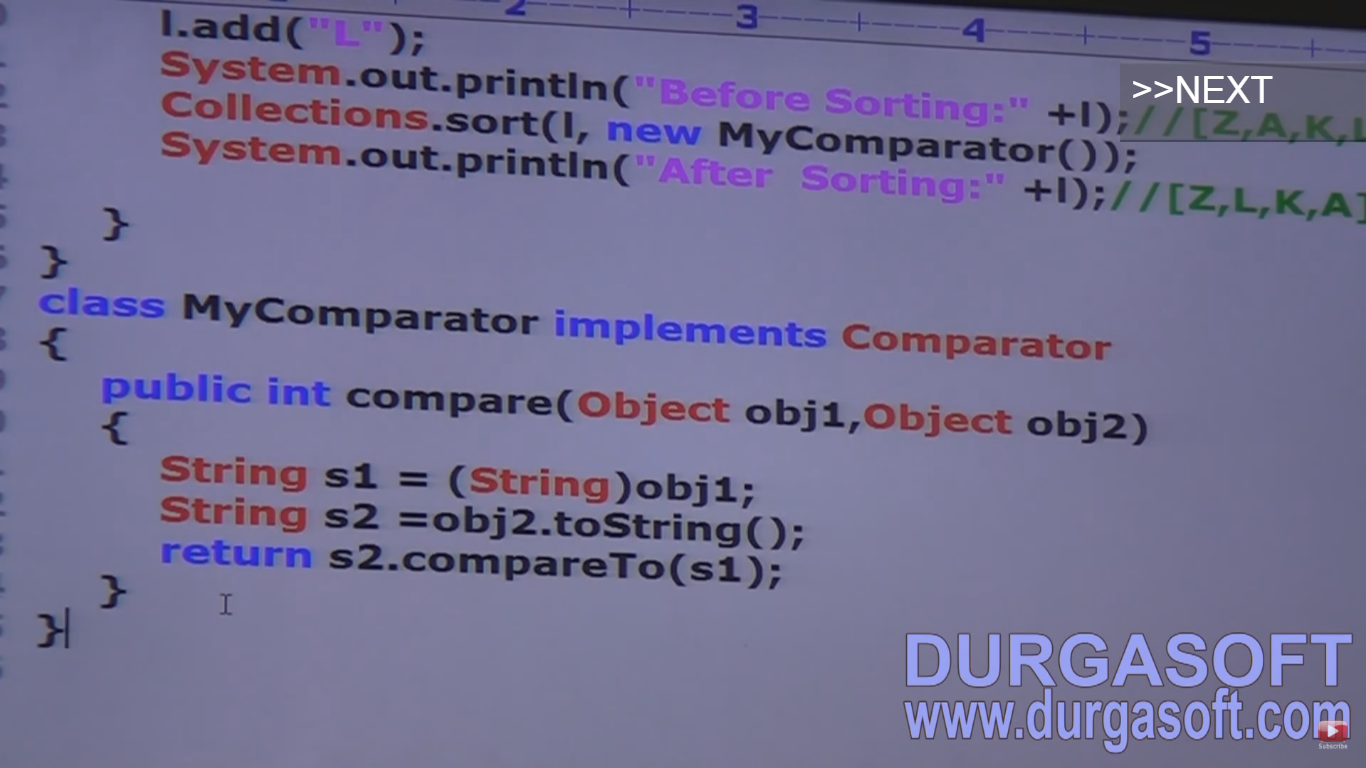 2 3 4 5
l.add("L");
>>NEXT
System.out.println("Before Sorting:" +l);//[Z,A,K,L
Collections.sort(l, new MyComparator());
System.out.println("After Sorting:" +l);//[Z,L,K,A]
}
}
class MyComparator implements Comparator
{
public int compare(Object obj1,Object obj2)
{
String s1 = (String)obj1;
String s2 =obj2.toString();
return s2.compareTo(s1);
}
}
DURGASOFT
www.durgasoft.com
Subscribe